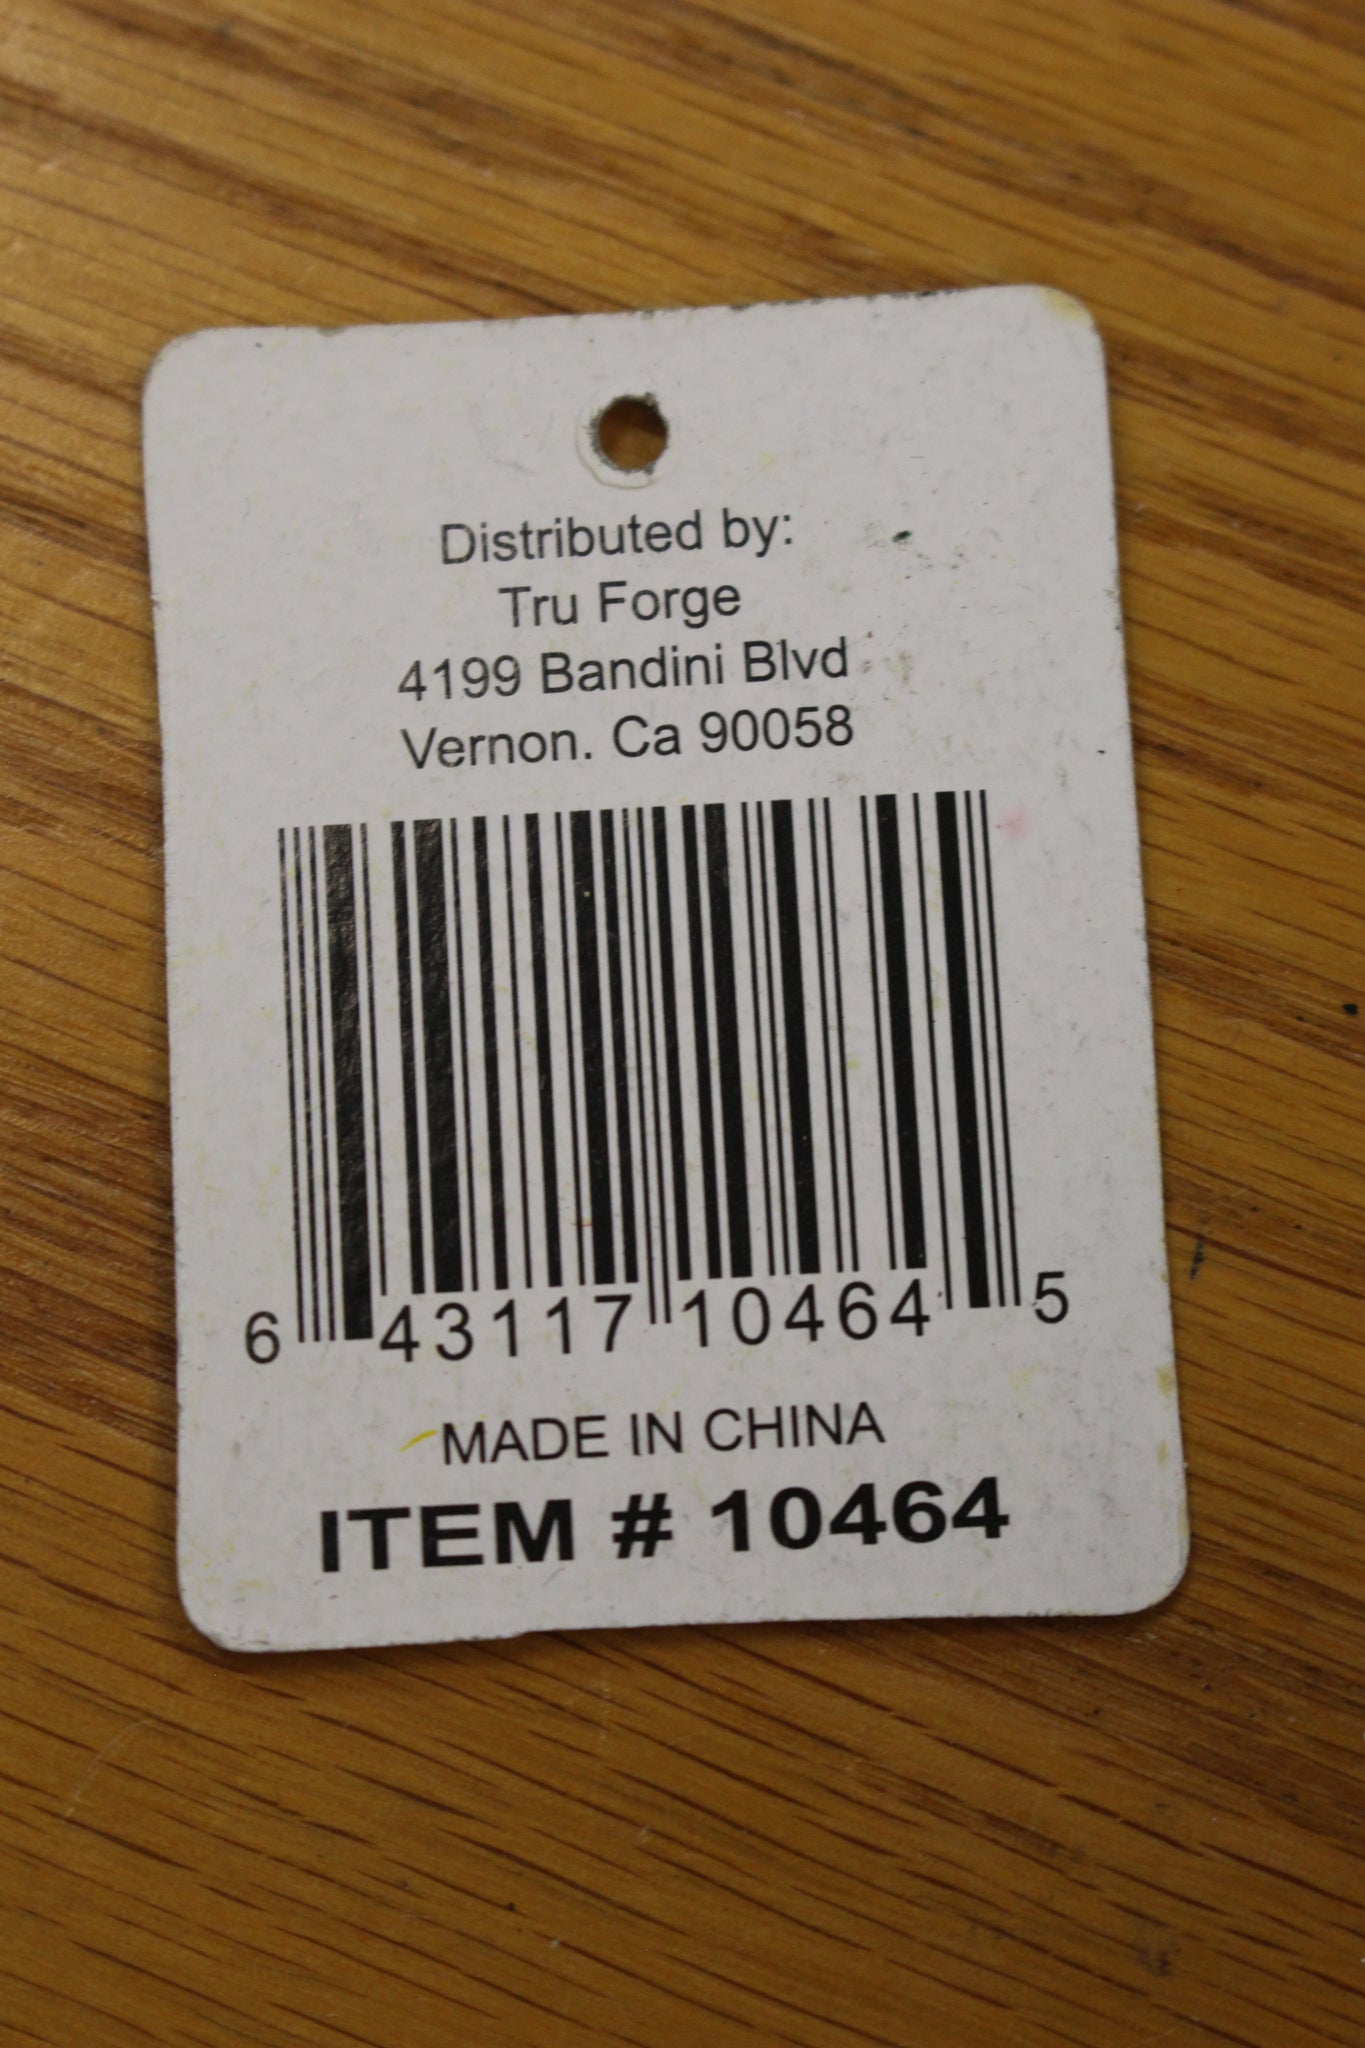 Distributed by:
Tru Forge
4199 Bandini Blvd
Vernon. Ca 90058
6 43117 10464 5
MADE IN CHINA
ITEM # 10464